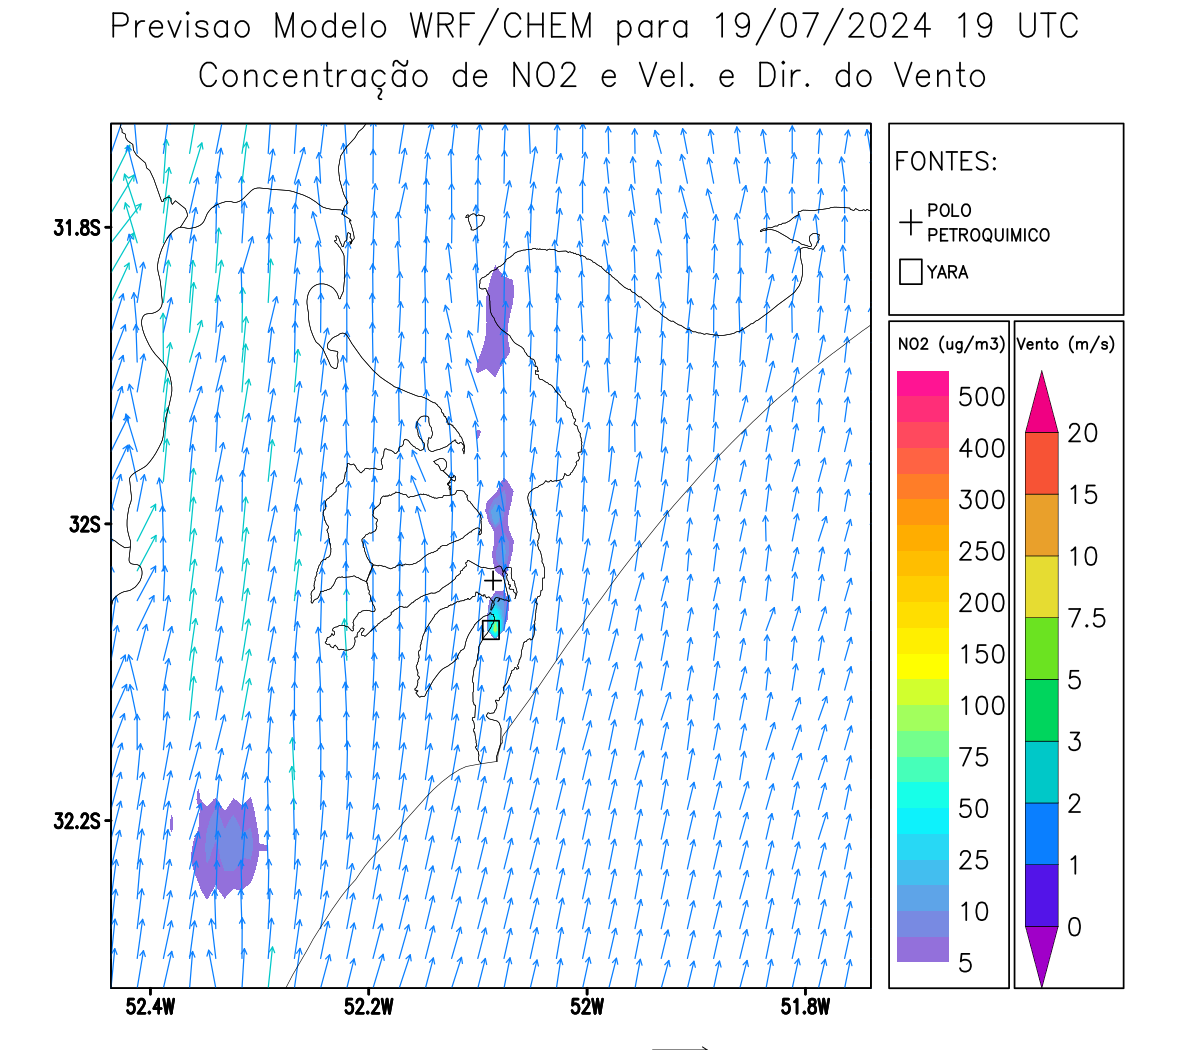 Previsao Modelo WRF/CHEM para 19/07/2024 19 UTC
Concentração de NO2 e Vel. e Dir. do Vento
FONTES:
POLO
PETROQUIMICO
YARA
NO2 (ug/m3)
500
400
300
250
200
150
100
75
50
25
10
5
Vento (m/s)
20
15
10
7.5
5
3
2
1
0
31.8S
32S
32.2S
52.4W
52.2W
52W
51.8W